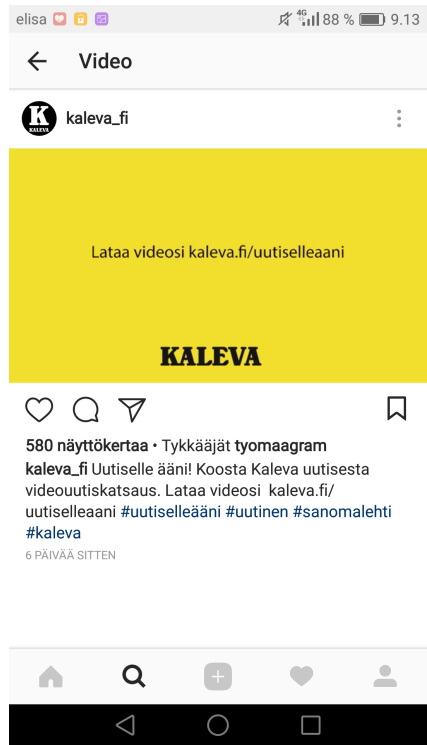 elisa 4G 88 % 9.13
Video
K
KALEVA
kaleva_fi
Lataa videosi kaleva.fi/uutiselleaani
KALEVA
580 näyttökertaa • Tykkääjät tyomaagram
kaleva_fi Uutiselle ääni! Koosta Kaleva uutisesta
videouutiskatsaus. Lataa videosi  kaleva.fi/
uutiselleaani #uutiselleääni #uutinen #sanomalehti
#kaleva
6 PÄIVÄÄ SITTEN